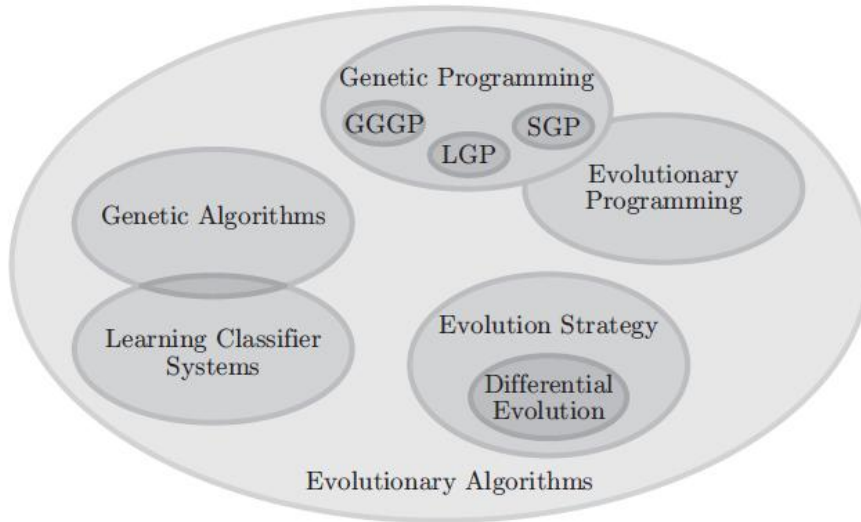 Genetic Programming
GGGP
SGP
LGP
Evolutionary
Programming
Genetic Algorithms
Learning Classifier
Systems
Evolution Strategy
Differential
Evolution
Evolutionary Algorithms